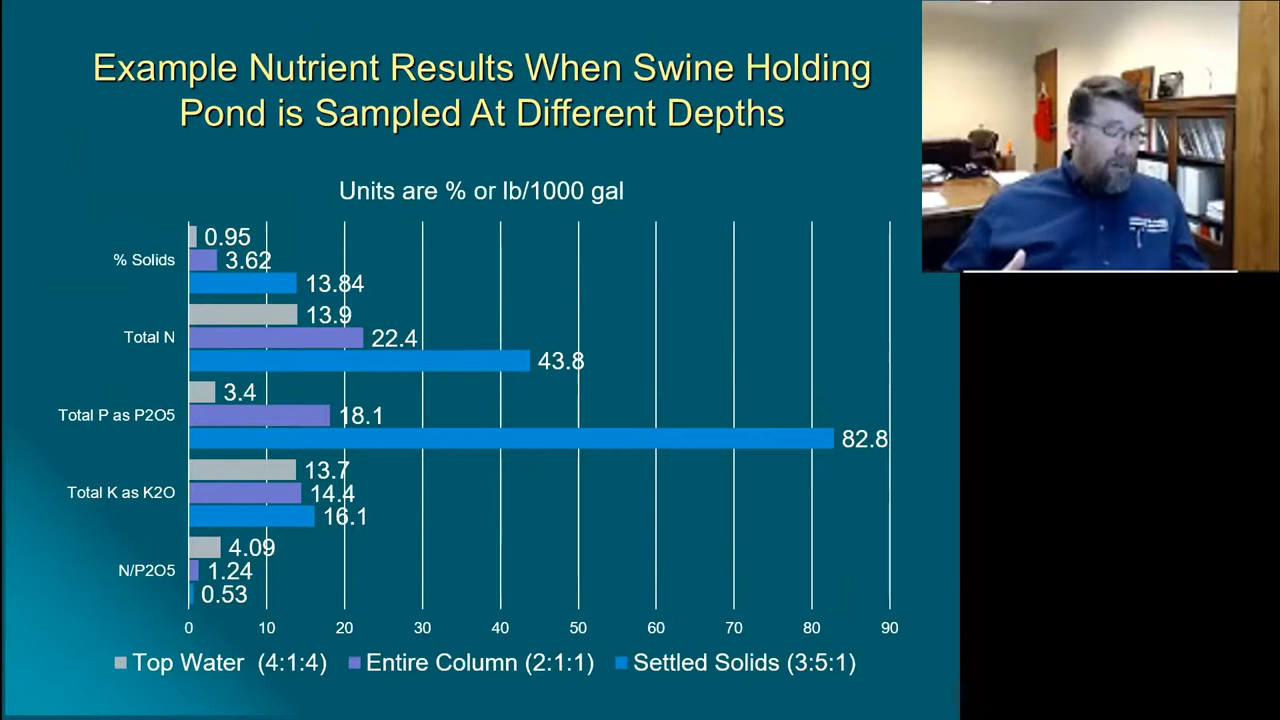 Example Nutrient Results When Swine Holding
Pond is Sampled At Different Depths
Units are % or lb/1000 gal
% Solids
0.95
3.62
13.84
Total N
13.9
22.4
43.8
Total P as P2O5
3.4
18.1
82.8
Total K as K2O
13.7
14.4
16.1
N/P2O5
4.09
1.24
0.53
0 10 20 30 40 50 60 70 80 90
Top Water (4:1:4) Entire Column (2:1:1) Settled Solids (3:5:1)